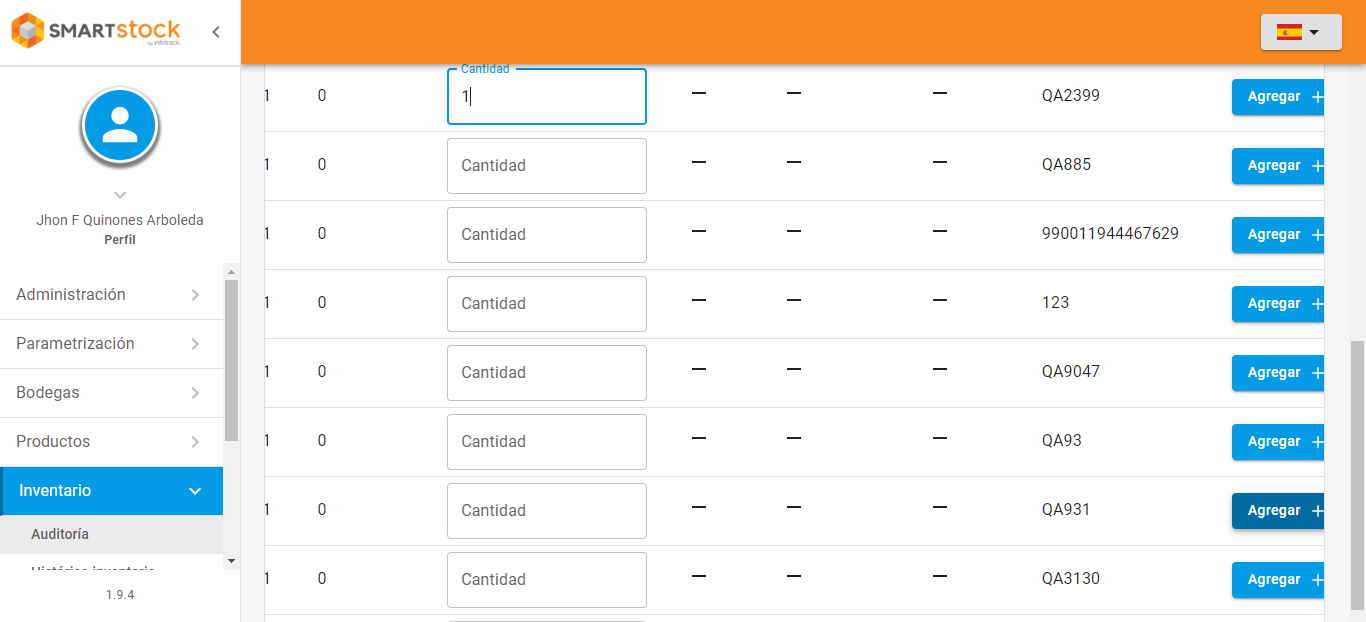 SMARTstock
by infotrack.
Jhon F Quinones Arboleda
Perfil
Administración
Parametrización
Bodegas
Productos
Inventario
Auditoría
Histórico inventario
1.9.4
Cantidad
1 0 1 — — — QA2399 Agregar +
1 0 Cantidad — — — QA885 Agregar +
1 0 Cantidad — — — 990011944467629 Agregar +
1 0 Cantidad — — — 123 Agregar +
1 0 Cantidad — — — QA9047 Agregar +
1 0 Cantidad — — — QA93 Agregar +
1 0 Cantidad — — — QA931 Agregar +
1 0 Cantidad — — — QA3130 Agregar +